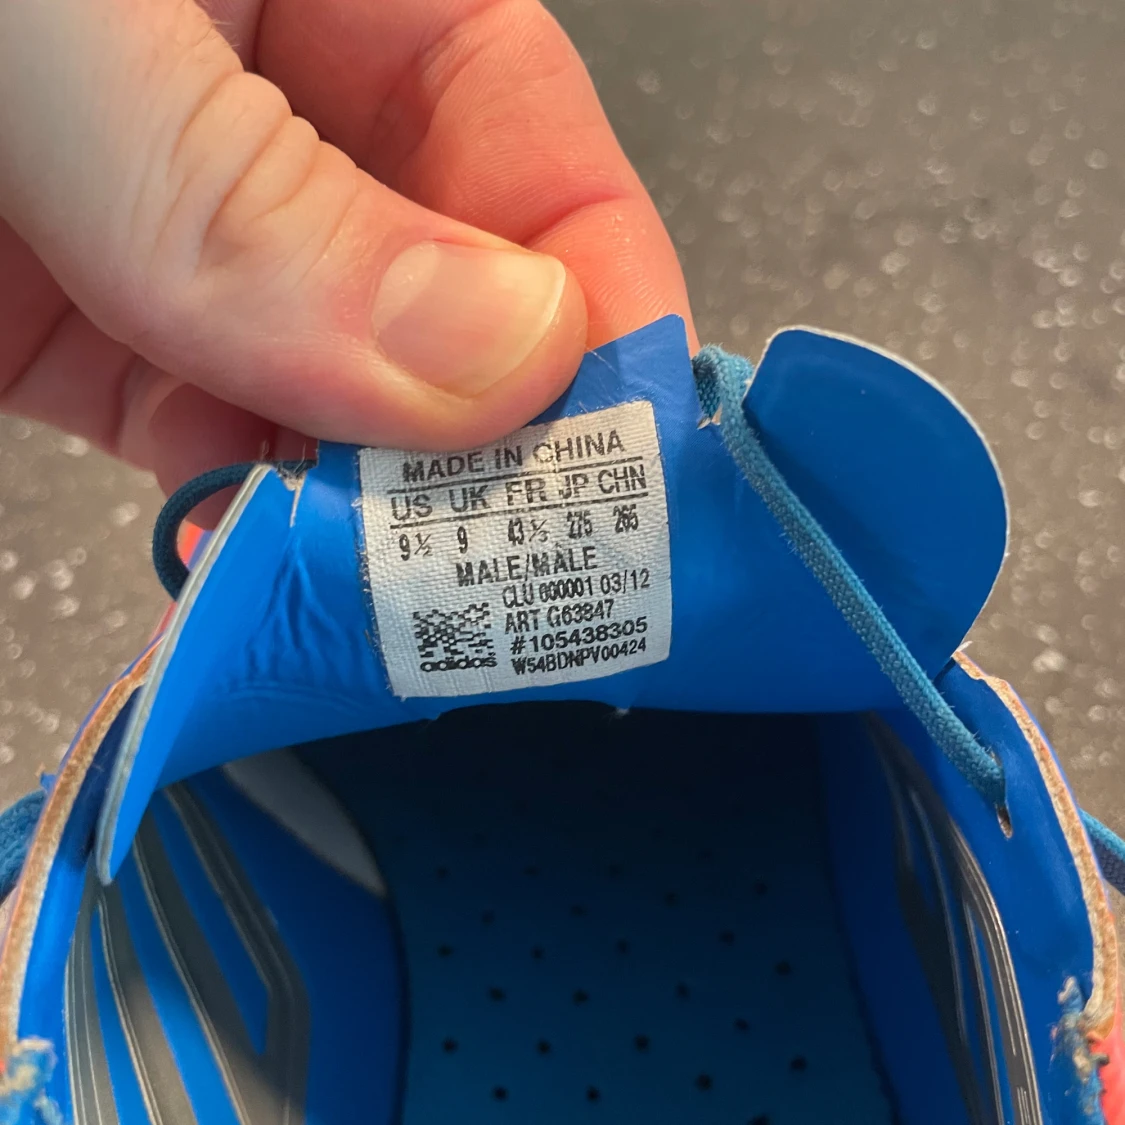 MADE IN CHINA
US UK FR JP CHN
9½ 9 43⅓ 275 265
MALE/MALE
CLU 600001 03/12
ART G63847
#105438305
adidas W54BDNPV00424